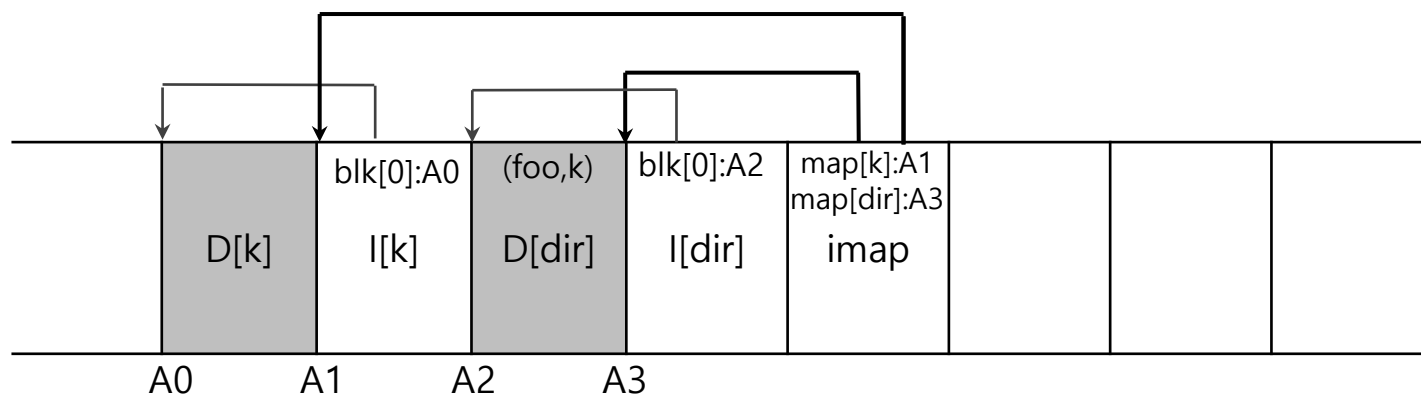 blk[0]:A0
(foo,k)
blk[0]:A2
map[k]:A1
map[dir]:A3
D[k]
I[k]
D[dir]
I[dir]
imap
A0
A1
A2
A3